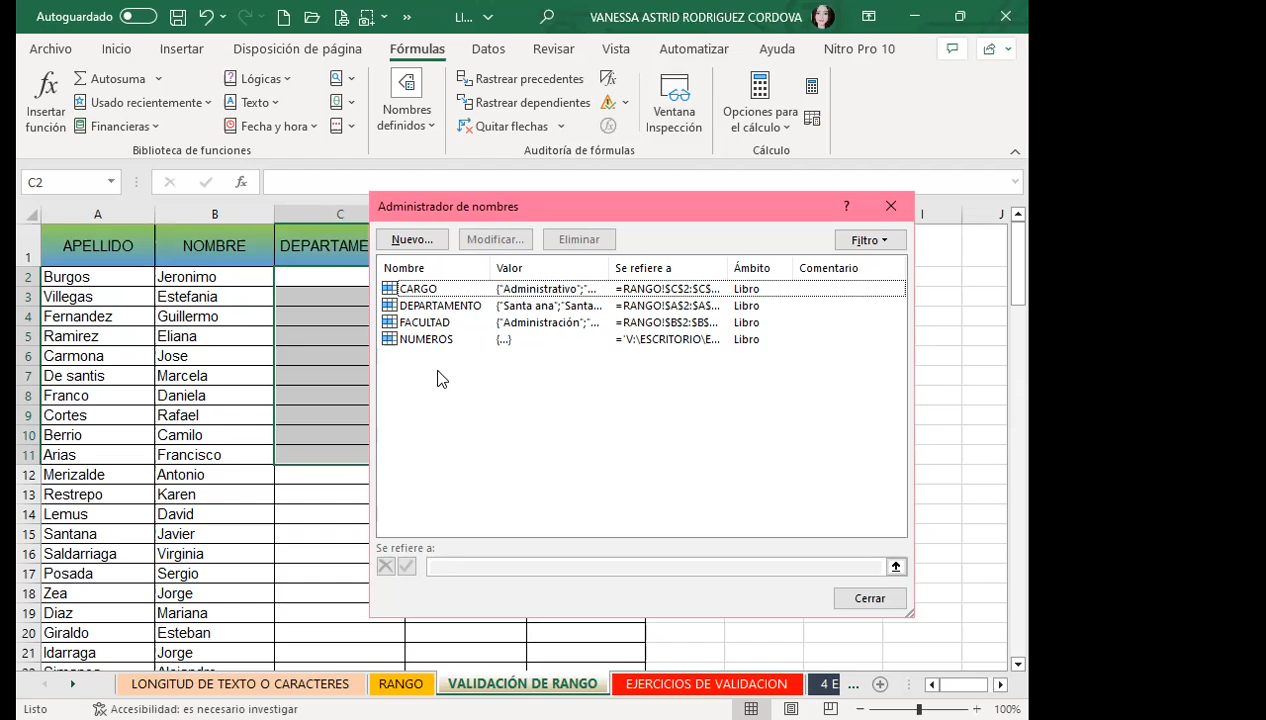 Autoguardado
LI...
VANESSA ASTRID RODRIGUEZ CORDOVA
Archivo Inicio Insertar Disposición de página Fórmulas Datos Revisar Vista Automatizar Ayuda Nitro Pro 10
fx Insertar función
Autosuma
Usado recientemente
Financieras
Lógicas
Texto
Fecha y hora
Nombres definidos
Rastrear precedentes
Rastrear dependientes
Quitar flechas
Ventana Inspección
Opciones para el cálculo
Biblioteca de funciones
Auditoría de fórmulas
Cálculo
C2
fx
A B C I J
1 APELLIDO NOMBRE DEPARTAME
2 Burgos Jeronimo
3 Villegas Estefania
4 Fernandez Guillermo
5 Ramirez Eliana
6 Carmona Jose
7 De santis Marcela
8 Franco Daniela
9 Cortes Rafael
10 Berrio Camilo
11 Arias Francisco
12 Merizalde Antonio
13 Restrepo Karen
14 Lemus David
15 Santana Javier
16 Saldarriaga Virginia
17 Posada Sergio
18 Zea Jorge
19 Diaz Mariana
20 Giraldo Esteban
21 Idarraga Jorge
Administrador de nombres
?
Nuevo... Modificar... Eliminar Filtro
Nombre Valor Se refiere a Ámbito Comentario
CARGO {"Administrativo";"... =RANGO!$C$2:$C$... Libro
DEPARTAMENTO {"Santa ana";"Santa... =RANGO!$A$2:$A$... Libro
FACULTAD {"Administración";"... =RANGO!$B$2:$B$... Libro
NUMEROS {...} ='V:\ESCRITORIO\E... Libro
Se refiere a:
Cerrar
LONGITUD DE TEXTO O CARACTERES RANGO VALIDACIÓN DE RANGO EJERCICIOS DE VALIDACION 4 E ...
Listo
Accesibilidad: es necesario investigar
100%